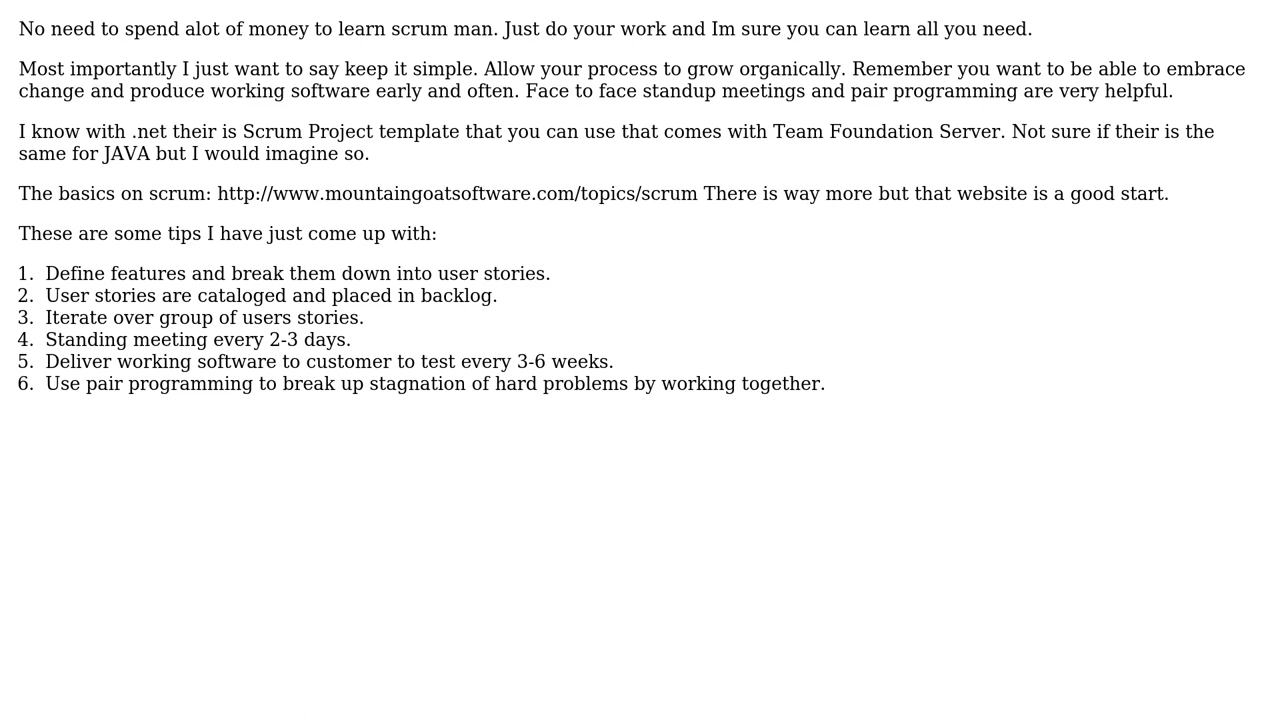 No need to spend alot of money to learn scrum man. Just do your work and Im sure you can learn all you need.
Most importantly I just want to say keep it simple. Allow your process to grow organically. Remember you want to be able to embrace
change and produce working software early and often. Face to face standup meetings and pair programming are very helpful.
I know with .net their is Scrum Project template that you can use that comes with Team Foundation Server. Not sure if their is the
same for JAVA but I would imagine so.
The basics on scrum: http://www.mountaingoatsoftware.com/topics/scrum There is way more but that website is a good start.
These are some tips I have just come up with:
1. Define features and break them down into user stories.
2. User stories are cataloged and placed in backlog.
3. Iterate over group of users stories.
4. Standing meeting every 2-3 days.
5. Deliver working software to customer to test every 3-6 weeks.
6. Use pair programming to break up stagnation of hard problems by working together.